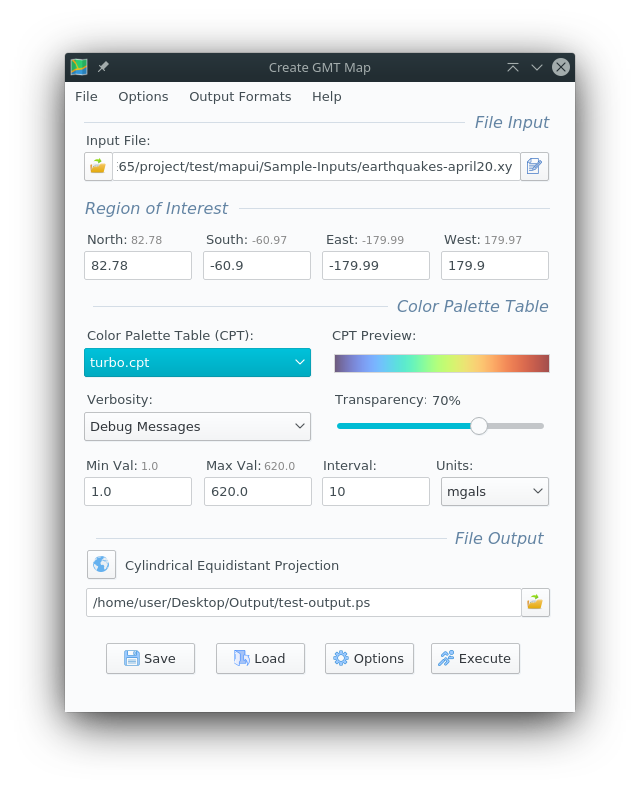 Create GMT Map
File Options Output Formats Help
File Input
Input File:
65/project/test/mapui/Sample-Inputs/earthquakes-april20.xy
Region of Interest
North: 82.78 South: -60.97 East: -179.99 West: 179.97
82.78 -60.9 -179.99 179.9
Color Palette Table
Color Palette Table (CPT): CPT Preview:
turbo.cpt
Verbosity: Transparency: 70%
Debug Messages
Min Val: 1.0 Max Val: 620.0 Interval: Units:
1.0 620.0 10 mgals
File Output
Cylindrical Equidistant Projection
/home/user/Desktop/Output/test-output.ps
Save Load Options Execute